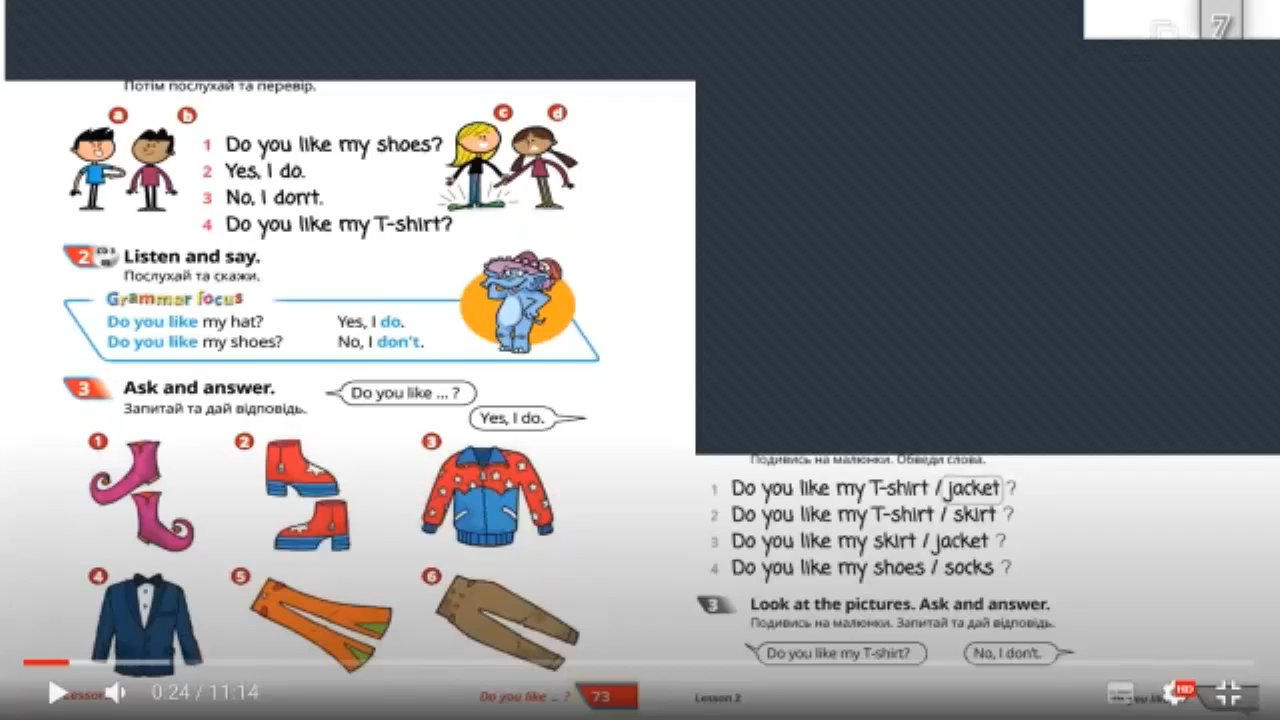 7
Потім послухай та перевір.
a b c d
1 Do you like my shoes?
2 Yes, I do.
3 No, I don't.
4 Do you like my T-shirt?
2 Listen and say.
Послухай та скажи.
Grammar focus
Do you like my hat? Yes, I do.
Do you like my shoes? No, I don't.
3 Ask and answer.
Запитай та дай відповідь.
Do you like ... ?
Yes, I do.
1 2 3
4 5 6
Lesson
Do you like ... ? 73
Подивись на малюнки. Обведи слова.
1 Do you like my T-shirt / jacket ?
2 Do you like my T-shirt / skirt ?
3 Do you like my skirt / jacket ?
4 Do you like my shoes / socks ?
3 Look at the pictures. Ask and answer.
Подивись на малюнки. Запитай та дай відповідь.
Do you like my T-shirt? No, I don't.
Lesson 2
0:24 / 11:14
HD